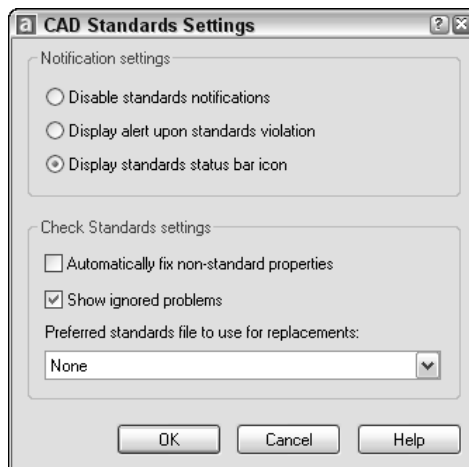 a CAD Standards Settings ? X
Notification settings
Disable standards notifications
Display alert upon standards violation
Display standards status bar icon
Check Standards settings
Automatically fix non-standard properties
Show ignored problems
Preferred standards file to use for replacements:
None
OK Cancel Help